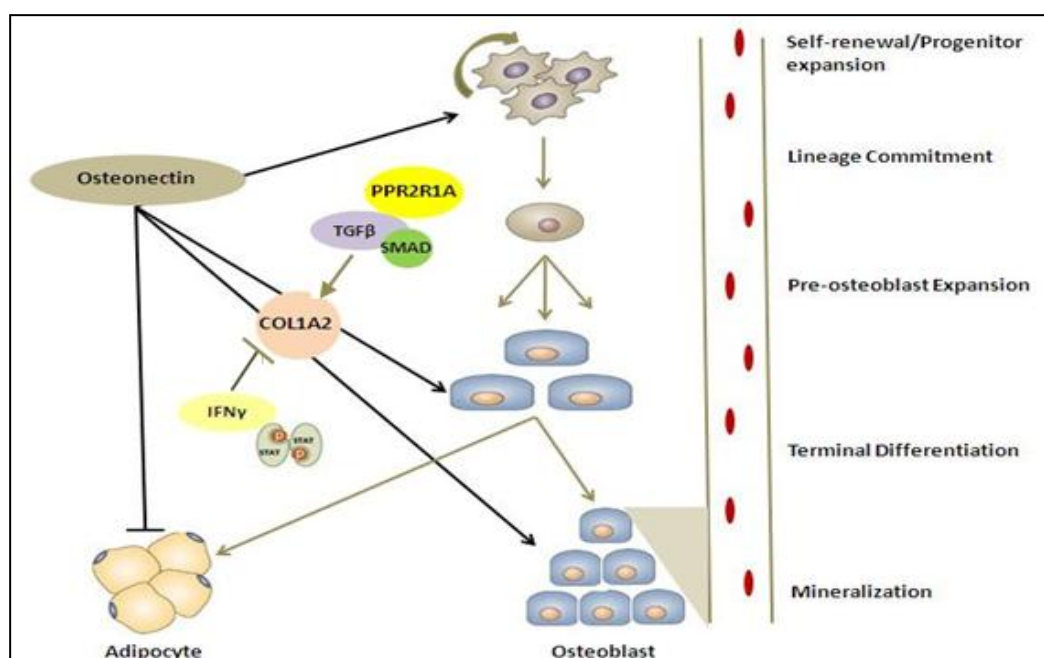 Self-renewal/Progenitor
expansion
Lineage Commitment
Osteonectin
PPR2R1A
TGFβ
SMAD
Pre-osteoblast Expansion
COL1A2
IFNγ
P
STAT
STAT
P
Terminal Differentiation
Mineralization
Adipocyte
Osteoblast